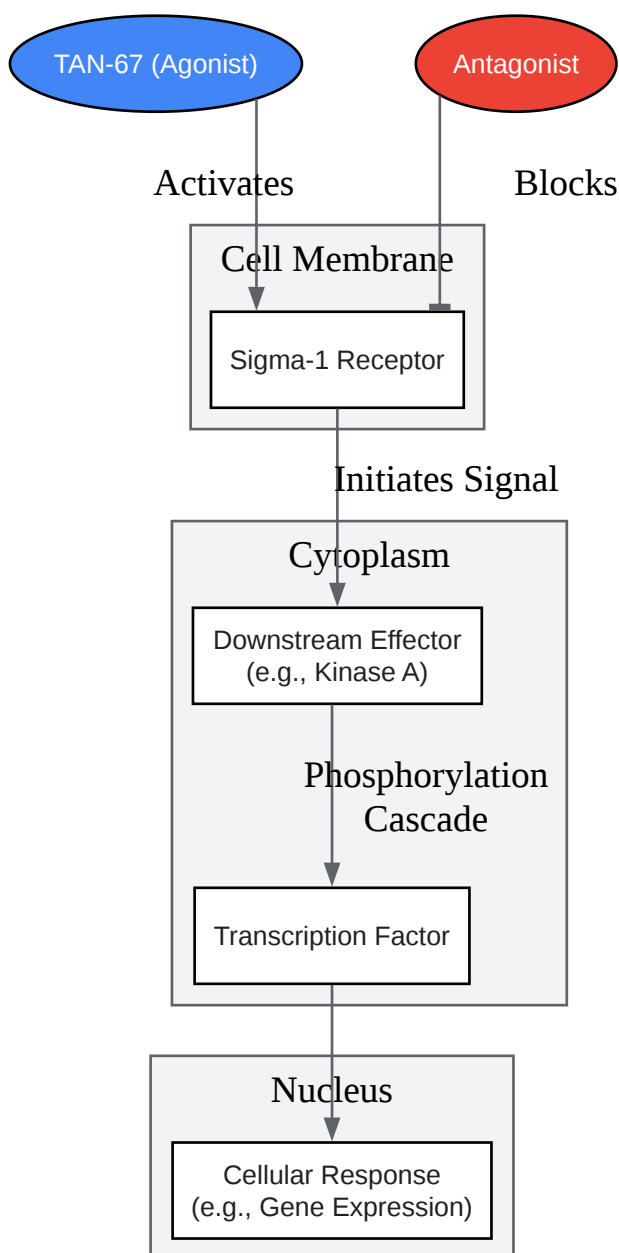 TAN-67 (Agonist)
Antagonist
Activates
Blocks
Cell Membrane
Sigma-1 Receptor
Initiates Signal
Cytoplasm
Downstream Effector
(e.g., Kinase A)
Phosphorylation
Cascade
Transcription Factor
Nucleus
Cellular Response
(e.g., Gene Expression)